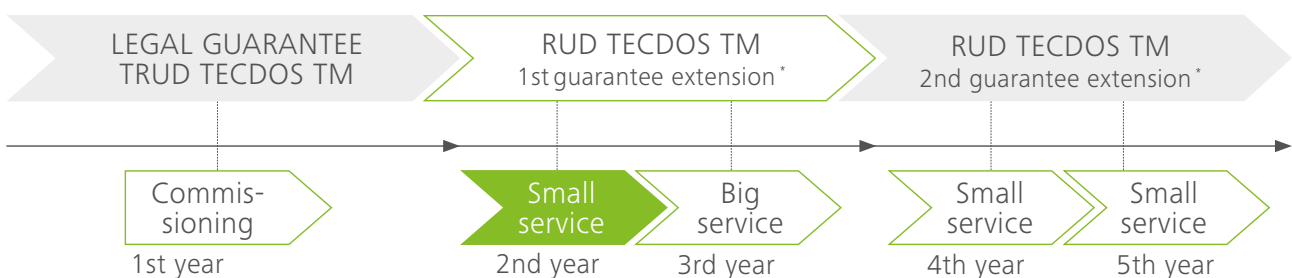 LEGAL GUARANTEE
TRUD TECDOS TM
RUD TECDOS TM
1st guarantee extension *
RUD TECDOS TM
2nd guarantee extension *
Commis-
sioning
Small
service
Big
service
Small
service
Small
service
1st year
2nd year
3rd year
4th year
5th year